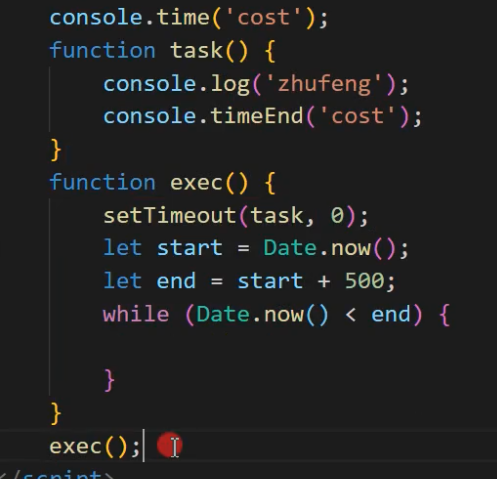 console.time('cost');
function task() {
console.log('zhufeng');
console.timeEnd('cost');
}
function exec() {
setTimeout(task, 0);
let start = Date.now();
let end = start + 500;
while (Date.now() < end) {
}
}
exec();
</script>